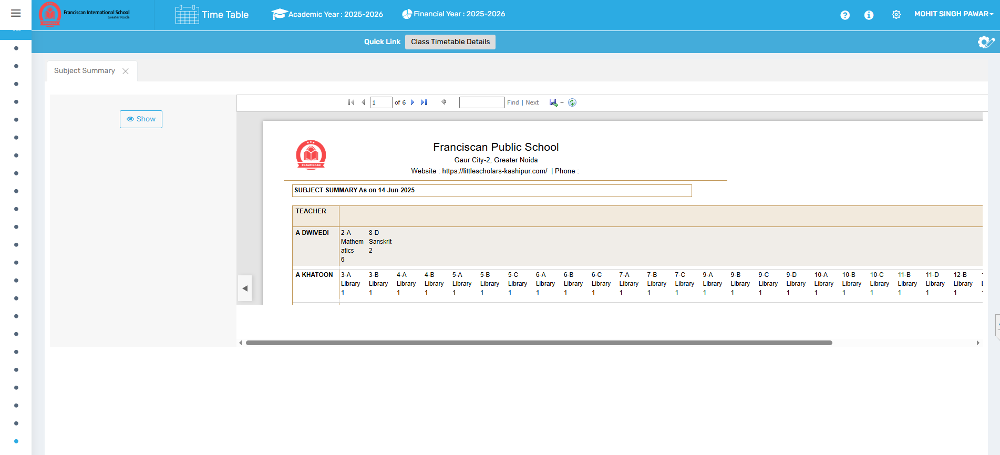 Franciscan International School
Greater Noida
Time Table
Academic Year : 2025-2026
Financial Year : 2025-2026
MOHIT SINGH PAWAR
Quick Link
Class Timetable Details
Subject Summary
Show
1 of 6
Find | Next
FRANCISCAN
Franciscan Public School
Gaur City-2, Greater Noida
Website : https://littlescholars-kashipur.com/ | Phone :
SUBJECT SUMMARY As on 14-Jun-2025
TEACHER
A DWIVEDI 2-A 8-D
Mathem Sanskrit
atics 2
6
A KHATOON 3-A 3-B 4-A 4-B 5-A 5-B 5-C 6-A 6-B 6-C 7-A 7-B 7-C 9-A 9-B 9-C 9-D 10-A 10-B 10-C 11-B 11-D 12-B
Library Library Library Library Library Library Library Library Library Library Library Library Library Library Library Library Library Library Library Library Library Library Library
1 1 1 1 1 1 1 1 1 1 1 1 1 1 1 1 1 1 1 1 1 1 1